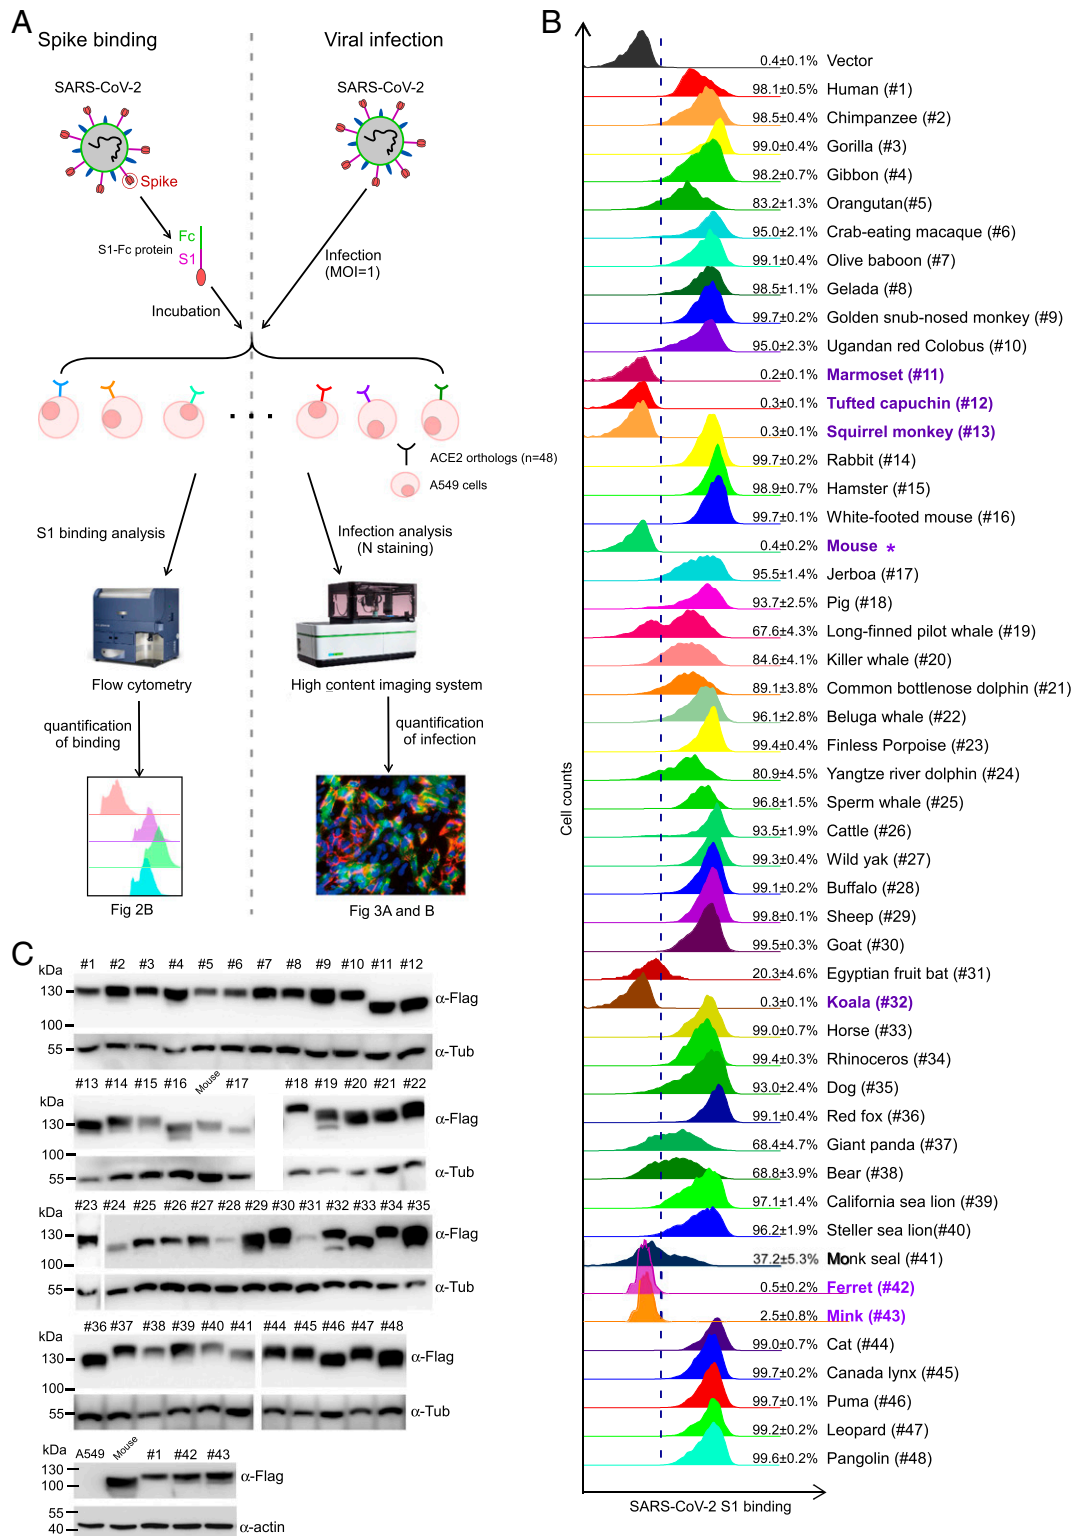 A
Spike binding
Viral infection
SARS-CoV-2
SARS-CoV-2
Spike
Fc
S1-Fc protein
S1
Infection
(MOI=1)
Incubation
ACE2 orthologs (n=48)
A549 cells
S1 binding analysis
Infection analysis
(N staining)
Flow cytometry
High content imaging system
quantification
of binding
quantification
of infection
Fig 2B
Fig 3A and B
B
Cell counts
0.4±0.1% Vector
98.1±0.5% Human (#1)
98.5±0.4% Chimpanzee (#2)
99.0±0.4% Gorilla (#3)
98.2±0.7% Gibbon (#4)
83.2±1.3% Orangutan(#5)
95.0±2.1% Crab-eating macaque (#6)
99.1±0.4% Olive baboon (#7)
98.5±1.1% Gelada (#8)
99.7±0.2% Golden snub-nosed monkey (#9)
95.0±2.3% Ugandan red Colobus (#10)
0.2±0.1% Marmoset (#11)
0.3±0.1% Tufted capuchin (#12)
0.3±0.1% Squirrel monkey (#13)
99.7±0.2% Rabbit (#14)
98.9±0.7% Hamster (#15)
99.7±0.1% White-footed mouse (#16)
0.4±0.2% Mouse *
95.5±1.4% Jerboa (#17)
93.7±2.5% Pig (#18)
67.6±4.3% Long-finned pilot whale (#19)
84.6±4.1% Killer whale (#20)
89.1±3.8% Common bottlenose dolphin (#21)
96.1±2.8% Beluga whale (#22)
99.4±0.4% Finless Porpoise (#23)
80.9±4.5% Yangtze river dolphin (#24)
96.8±1.5% Sperm whale (#25)
93.5±1.9% Cattle (#26)
99.3±0.4% Wild yak (#27)
99.1±0.2% Buffalo (#28)
99.8±0.1% Sheep (#29)
99.5±0.3% Goat (#30)
20.3±4.6% Egyptian fruit bat (#31)
0.3±0.1% Koala (#32)
99.0±0.7% Horse (#33)
99.4±0.3% Rhinoceros (#34)
93.0±2.4% Dog (#35)
99.1±0.4% Red fox (#36)
68.4±4.7% Giant panda (#37)
68.8±3.9% Bear (#38)
97.1±1.4% California sea lion (#39)
96.2±1.9% Steller sea lion(#40)
37.2±5.3% Monk seal (#41)
0.5±0.2% Ferret (#42)
2.5±0.8% Mink (#43)
99.0±0.7% Cat (#44)
99.7±0.2% Canada lynx (#45)
99.7±0.1% Puma (#46)
99.2±0.2% Leopard (#47)
99.6±0.2% Pangolin (#48)
SARS-CoV-2 S1 binding
C
kDa #1 #2 #3 #4 #5 #6 #7 #8 #9 #10 #11 #12
130 α-Flag
100
55 α-Tub
kDa #13 #14 #15 #16 Mouse #17 #18 #19 #20 #21 #22
130 α-Flag
100
55 α-Tub
kDa #23 #24 #25 #26 #27 #28 #29 #30 #31 #32 #33 #34 #35
130 α-Flag
100
55 α-Tub
kDa #36 #37 #38 #39 #40 #41 #44 #45 #46 #47 #48
130 α-Flag
100
55 α-Tub
kDa A549 Mouse #1 #42 #43
130 α-Flag
100
55
40 α-actin